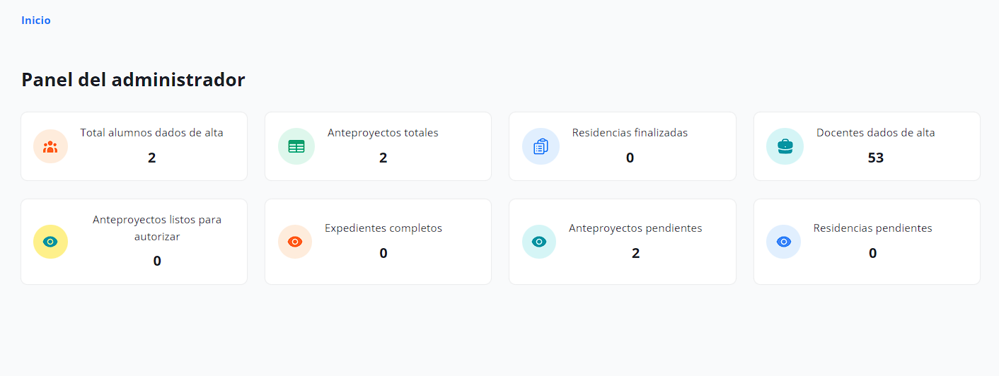 Inicio
Panel del administrador
Total alumnos dados de alta
2
Anteproyectos totales
2
Residencias finalizadas
0
Docentes dados de alta
53
Anteproyectos listos para
autorizar
0
Expedientes completos
0
Anteproyectos pendientes
2
Residencias pendientes
0